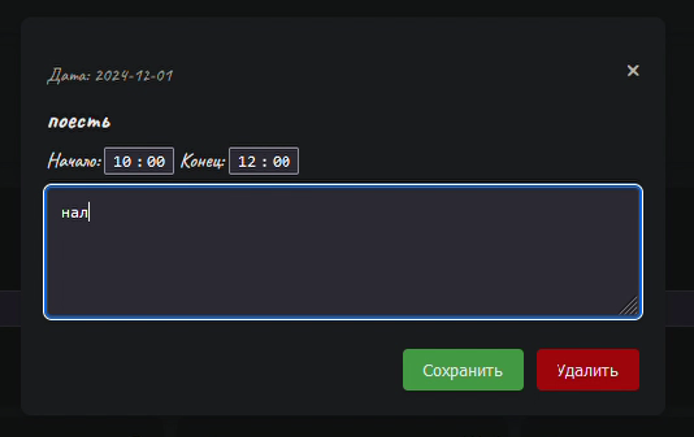 Дата: 2024-12-01
×
поесть
Начало: 10:00 Конец: 12:00
нал
Сохранить Удалить